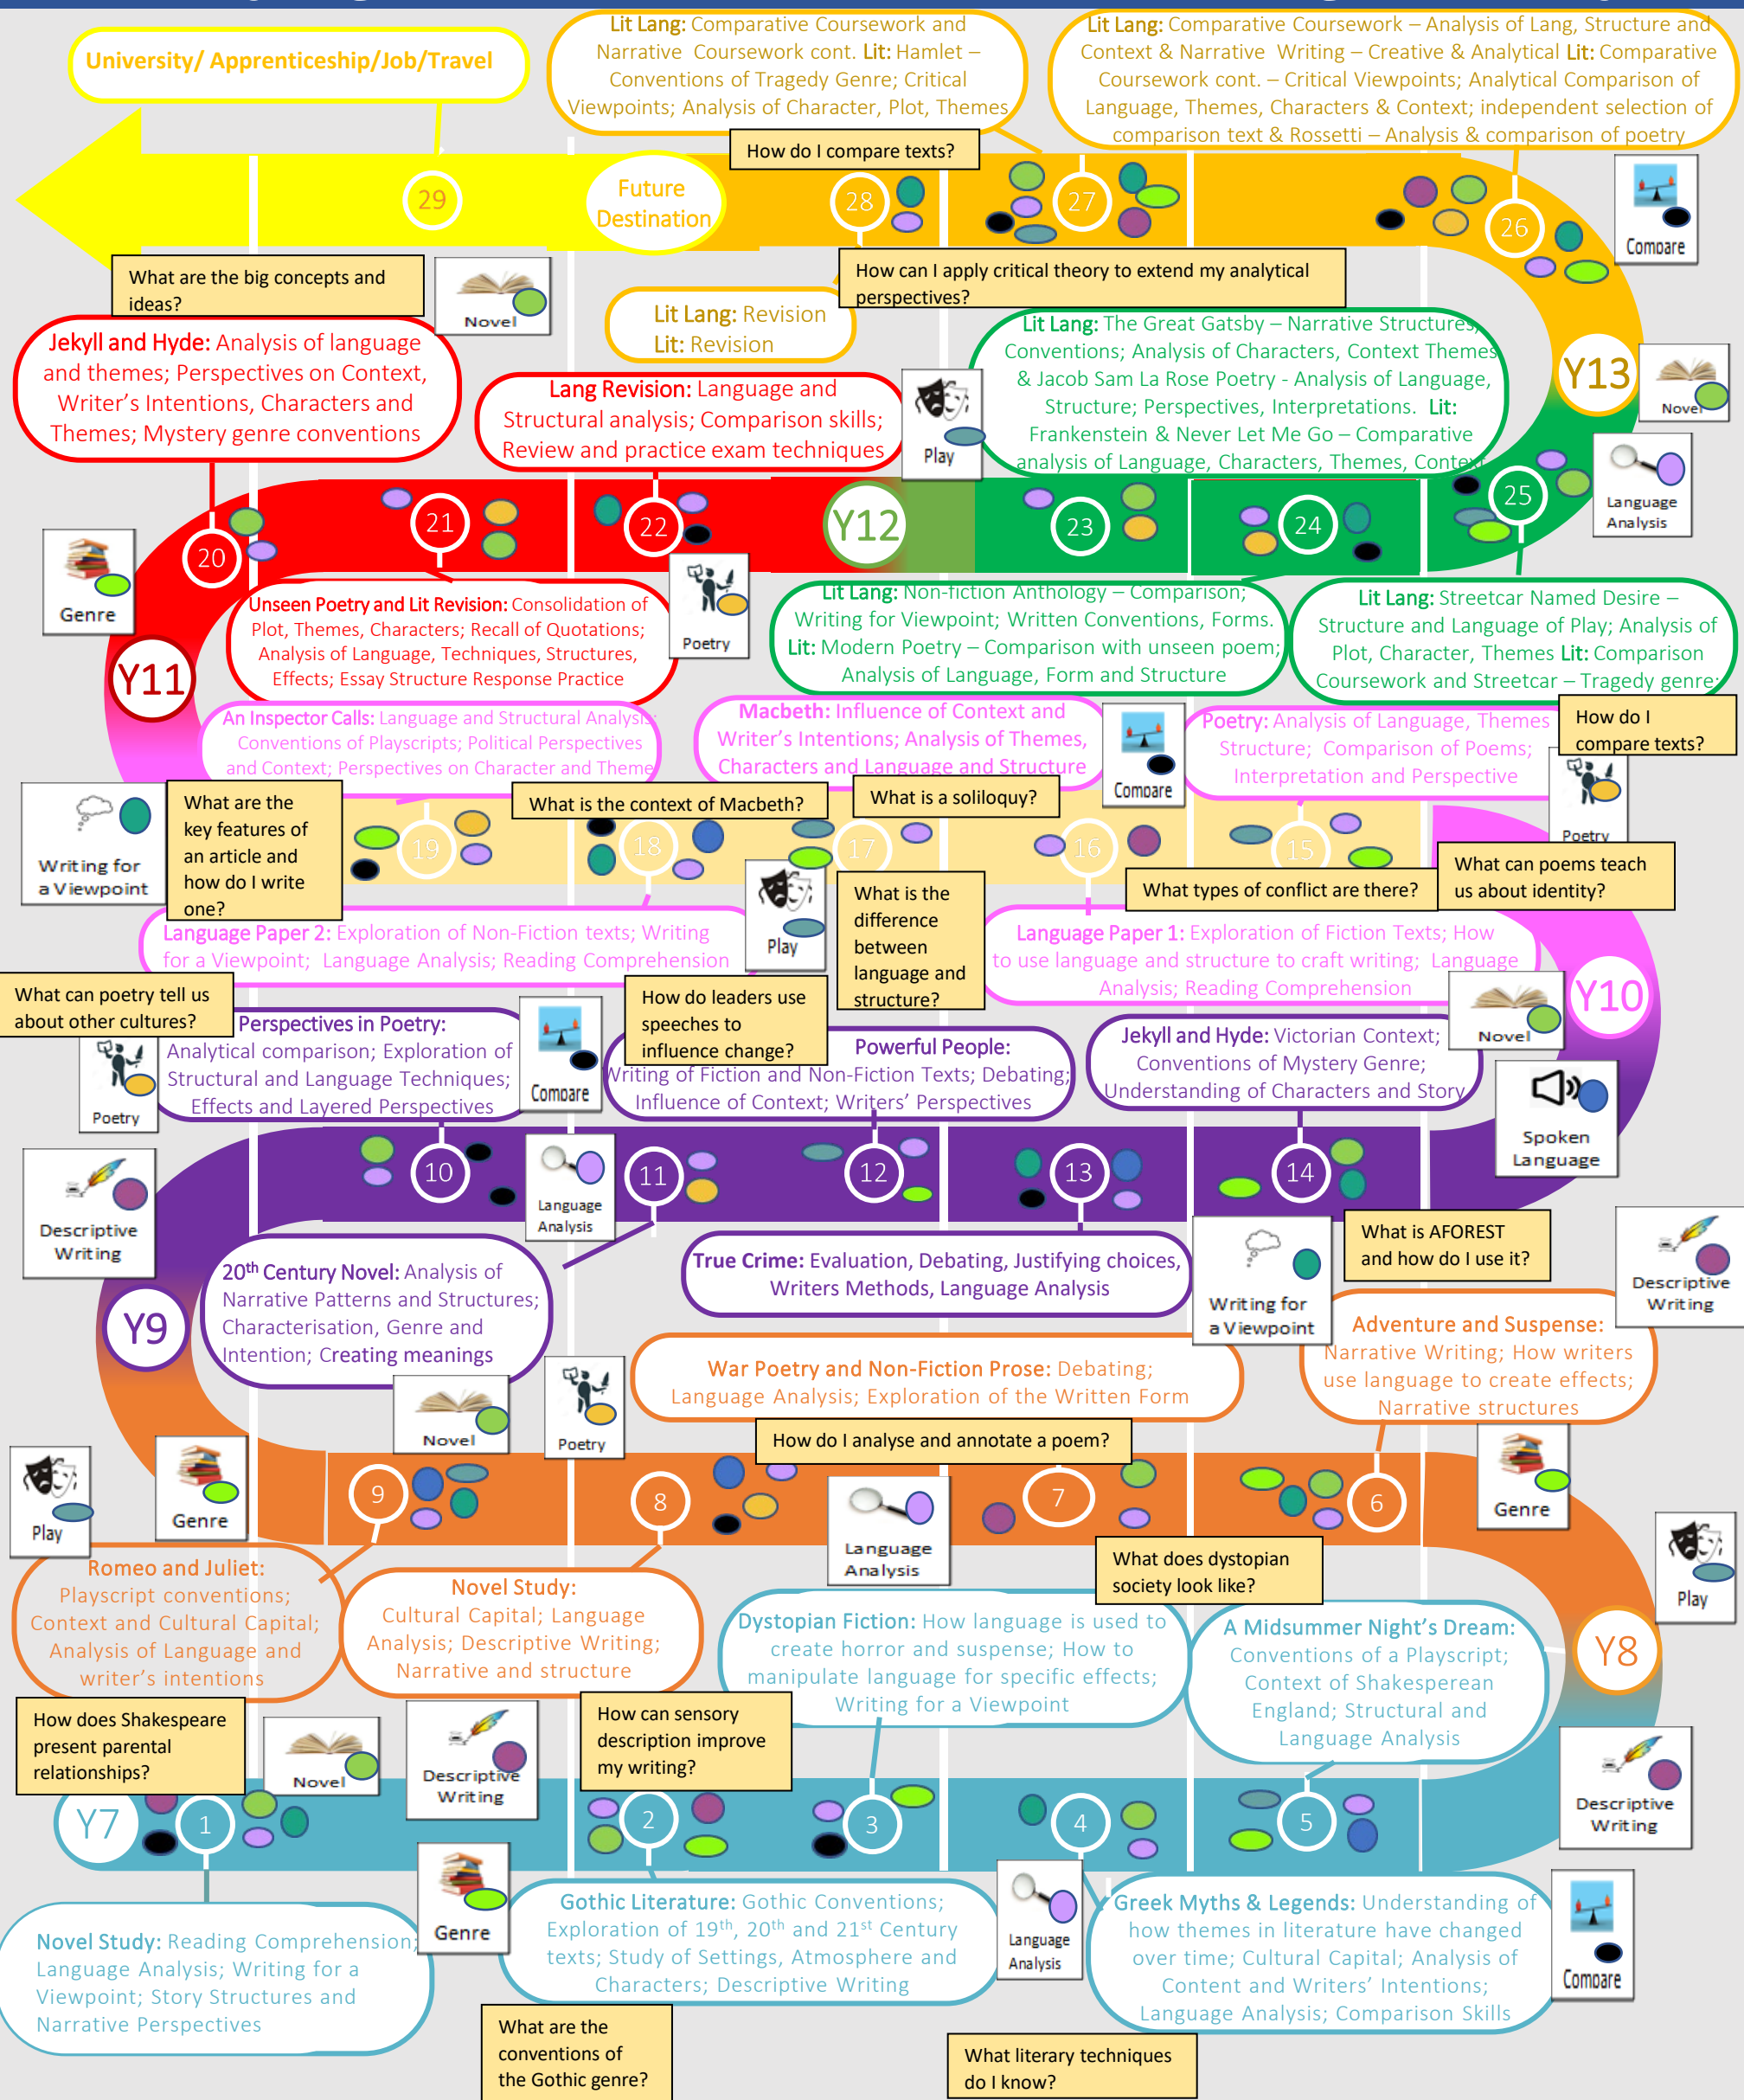 University/ Apprenticeship/Job/Travel
Lit Lang: Comparative Coursework and
Narrative Coursework cont. Lit: Hamlet –
Conventions of Tragedy Genre; Critical
Viewpoints; Analysis of Character, Plot, Themes
Lit Lang: Comparative Coursework – Analysis of Lang, Structure and
Context & Narrative Writing – Creative & Analytical Lit: Comparative
Coursework cont. – Critical Viewpoints; Analytical Comparison of
Language, Themes, Characters & Context; independent selection of
comparison text & Rossetti – Analysis & comparison of poetry
How do I compare texts?
29
Future
Destination
28
27
26
Compare
What are the big concepts and
ideas?
Novel
How can I apply critical theory to extend my analytical
perspectives?
Lit Lang: Revision
Lit: Revision
Jekyll and Hyde: Analysis of language
and themes; Perspectives on Context,
Writer's Intentions, Characters and
Themes; Mystery genre conventions
Lang Revision: Language and
Structural analysis; Comparison skills;
Review and practice exam techniques
Play
Lit Lang: The Great Gatsby – Narrative Structures,
Conventions; Analysis of Characters, Context Themes
& Jacob Sam La Rose Poetry - Analysis of Language,
Structure; Perspectives, Interpretations. Lit:
Frankenstein & Never Let Me Go – Comparative
analysis of Language, Characters, Themes, Context
Y13
Novel
Language
Analysis
20
21
22
Y12
23
24
25
Genre
Y11
Unseen Poetry and Lit Revision: Consolidation of
Plot, Themes, Characters; Recall of Quotations;
Analysis of Language, Techniques, Structures,
Effects; Essay Structure Response Practice
Poetry
Lit Lang: Non-fiction Anthology – Comparison;
Writing for Viewpoint; Written Conventions, Forms.
Lit: Modern Poetry – Comparison with unseen poem;
Analysis of Language, Form and Structure
Lit Lang: Streetcar Named Desire –
Structure and Language of Play; Analysis of
Plot, Character, Themes Lit: Comparison
Coursework and Streetcar – Tragedy genre;
An Inspector Calls: Language and Structural Analysis;
Conventions of Playscripts; Political Perspectives
and Context; Perspectives on Character and Theme
Macbeth: Influence of Context and
Writer's Intentions; Analysis of Themes,
Characters and Language and Structure
Compare
Poetry: Analysis of Language, Themes
Structure; Comparison of Poems;
Interpretation and Perspective
How do I
compare texts?
Poetry
Writing for
a Viewpoint
What are the
key features of
an article and
how do I write
one?
What is the context of Macbeth?
What is a soliloquy?
19
18
17
16
15
What can poems teach
us about identity?
What types of conflict are there?
Play
What is the
difference
between
language and
structure?
Language Paper 2: Exploration of Non-Fiction texts; Writing
for a Viewpoint; Language Analysis; Reading Comprehension
Language Paper 1: Exploration of Fiction Texts; How
to use language and structure to craft writing; Language
Analysis; Reading Comprehension
Y10
Novel
What can poetry tell us
about other cultures?
Poetry
Perspectives in Poetry:
Analytical comparison; Exploration of
Structural and Language Techniques;
Effects and Layered Perspectives
Compare
How do leaders use
speeches to
influence change?
Powerful People:
Writing of Fiction and Non-Fiction Texts; Debating;
Influence of Context; Writers' Perspectives
Jekyll and Hyde: Victorian Context;
Conventions of Mystery Genre;
Understanding of Characters and Story
Spoken
Language
10
Language
Analysis
11
12
13
14
Descriptive
Writing
Y9
20th Century Novel: Analysis of
Narrative Patterns and Structures;
Characterisation, Genre and
Intention; Creating meanings
True Crime: Evaluation, Debating, Justifying choices,
Writers Methods, Language Analysis
Writing for
a Viewpoint
What is AFOREST
and how do I use it?
Descriptive
Writing
Novel
Poetry
War Poetry and Non-Fiction Prose: Debating;
Language Analysis; Exploration of the Written Form
Adventure and Suspense:
Narrative Writing; How writers
use language to create effects;
Narrative structures
How do I analyse and annotate a poem?
Play
Genre
9
8
Language
Analysis
7
6
Genre
Play
Romeo and Juliet:
Playscript conventions;
Context and Cultural Capital;
Analysis of Language and
writer's intentions
Novel Study:
Cultural Capital; Language
Analysis; Descriptive Writing;
Narrative and structure
Dystopian Fiction: How language is used to
create horror and suspense; How to
manipulate language for specific effects;
Writing for a Viewpoint
What does dystopian
society look like?
A Midsummer Night's Dream:
Conventions of a Playscript;
Context of Shakesperean
England; Structural and
Language Analysis
Y8
How does Shakespeare
present parental
relationships?
Novel
Descriptive
Writing
How can sensory
description improve
my writing?
Descriptive
Writing
Y7
1
2
3
4
5
Novel Study: Reading Comprehension;
Language Analysis; Writing for a
Viewpoint; Story Structures and
Narrative Perspectives
Genre
Gothic Literature: Gothic Conventions;
Exploration of 19th, 20th and 21st Century
texts; Study of Settings, Atmosphere and
Characters; Descriptive Writing
Language
Analysis
Greek Myths & Legends: Understanding of
how themes in literature have changed
over time; Cultural Capital; Analysis of
Content and Writers' Intentions;
Language Analysis; Comparison Skills
Compare
What are the
conventions of
the Gothic genre?
What literary techniques
do I know?